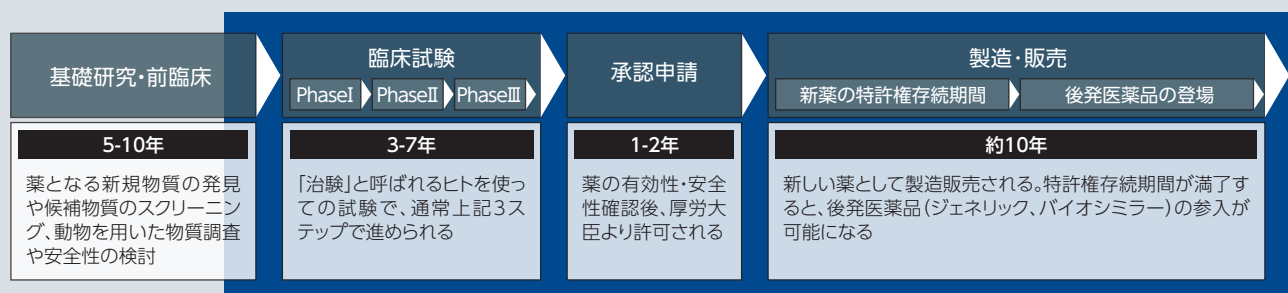 基礎研究・前臨床
臨床試験
PhaseⅠ PhaseⅡ PhaseⅢ
承認申請
製造・販売
新薬の特許権存続期間 後発医薬品の登場
5-10年
薬となる新規物質の発見
や候補物質のスクリーニン
グ、動物を用いた物質調査
や安全性の検討
3-7年
「治験」と呼ばれるヒトを使っ
ての試験で、通常上記3ス
テップで進められる
1-2年
薬の有効性・安全
性確認後、厚労大
臣より許可される
約10年
新しい薬として製造販売される。特許権存続期間が満了す
ると、後発医薬品（ジェネリック、バイオシミラー）の参入が
可能になる